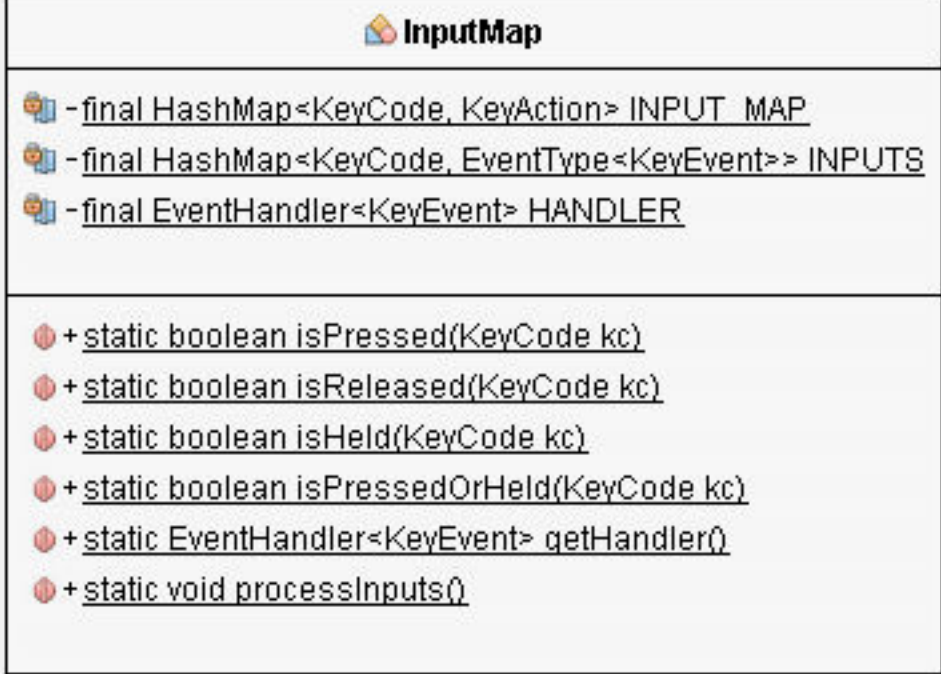 InputMap
-final HashMap<KeyCode, KeyAction> INPUT_MAP
-final HashMap<KeyCode, EventType<KeyEvent>> INPUTS
-final EventHandler<KeyEvent> HANDLER
+static boolean isPressed(KeyCode kc)
+static boolean isReleased(KeyCode kc)
+static boolean isHeld(KeyCode kc)
+static boolean isPressedOrHeld(KeyCode kc)
+static EventHandler<KeyEvent> getHandler()
+static void processInputs()